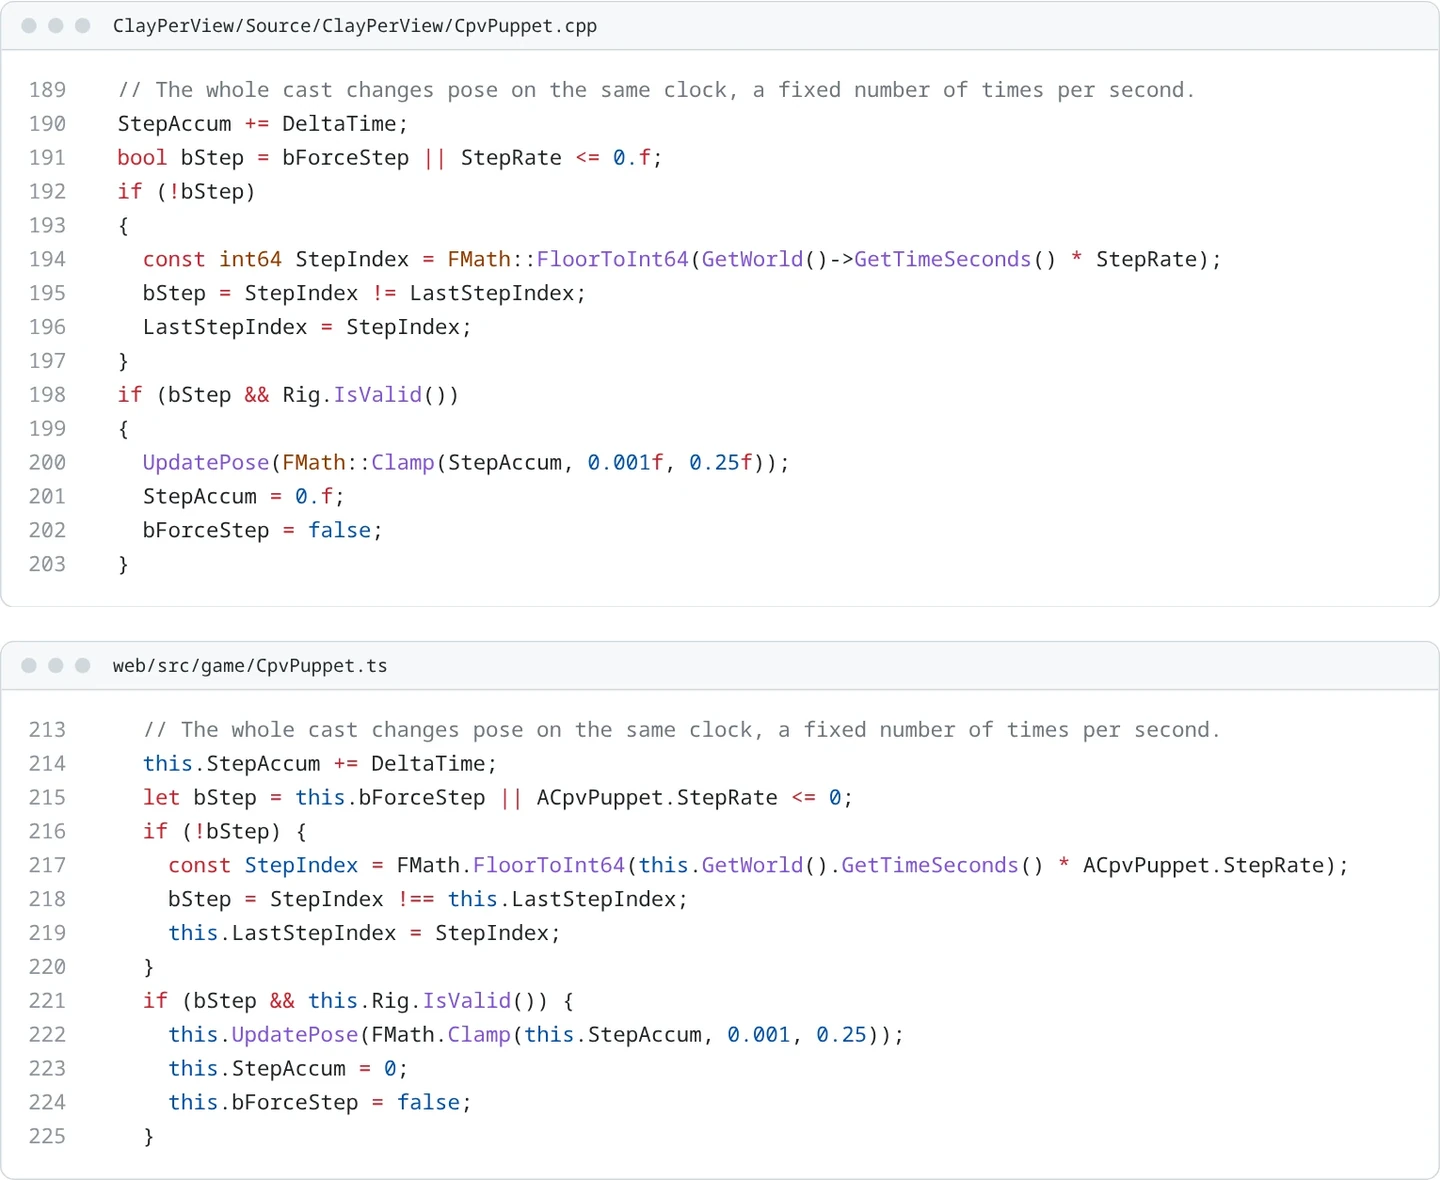 ClayPerView/Source/ClayPerView/CpvPuppet.cpp
189 // The whole cast changes pose on the same clock, a fixed number of times per second.
190 StepAccum += DeltaTime;
191 bool bStep = bForceStep || StepRate <= 0.f;
192 if (!bStep)
193 {
194 const int64 StepIndex = FMath::FloorToInt64(GetWorld()->GetTimeSeconds() * StepRate);
195 bStep = StepIndex != LastStepIndex;
196 LastStepIndex = StepIndex;
197 }
198 if (bStep && Rig.IsValid())
199 {
200 UpdatePose(FMath::Clamp(StepAccum, 0.001f, 0.25f));
201 StepAccum = 0.f;
202 bForceStep = false;
203 }
web/src/game/CpvPuppet.ts
213 // The whole cast changes pose on the same clock, a fixed number of times per second.
214 this.StepAccum += DeltaTime;
215 let bStep = this.bForceStep || ACpvPuppet.StepRate <= 0;
216 if (!bStep) {
217 const StepIndex = FMath.FloorToInt64(this.GetWorld().GetTimeSeconds() * ACpvPuppet.StepRate);
218 bStep = StepIndex !== this.LastStepIndex;
219 this.LastStepIndex = StepIndex;
220 }
221 if (bStep && this.Rig.IsValid()) {
222 this.UpdatePose(FMath.Clamp(this.StepAccum, 0.001, 0.25));
223 this.StepAccum = 0;
224 this.bForceStep = false;
225 }